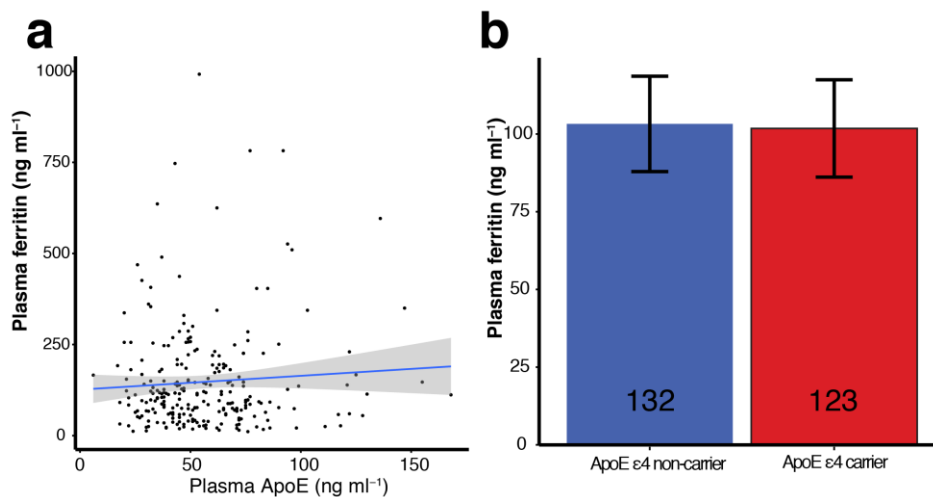 a
Plasma ferritin (ng ml⁻¹)
1000
750
500
250
0
0 50 100 150
Plasma ApoE (ng ml⁻¹)
b
Plasma ferritin (ng ml⁻¹)
100
75
50
25
0
132 123
ApoE ε4 non-carrier ApoE ε4 carrier